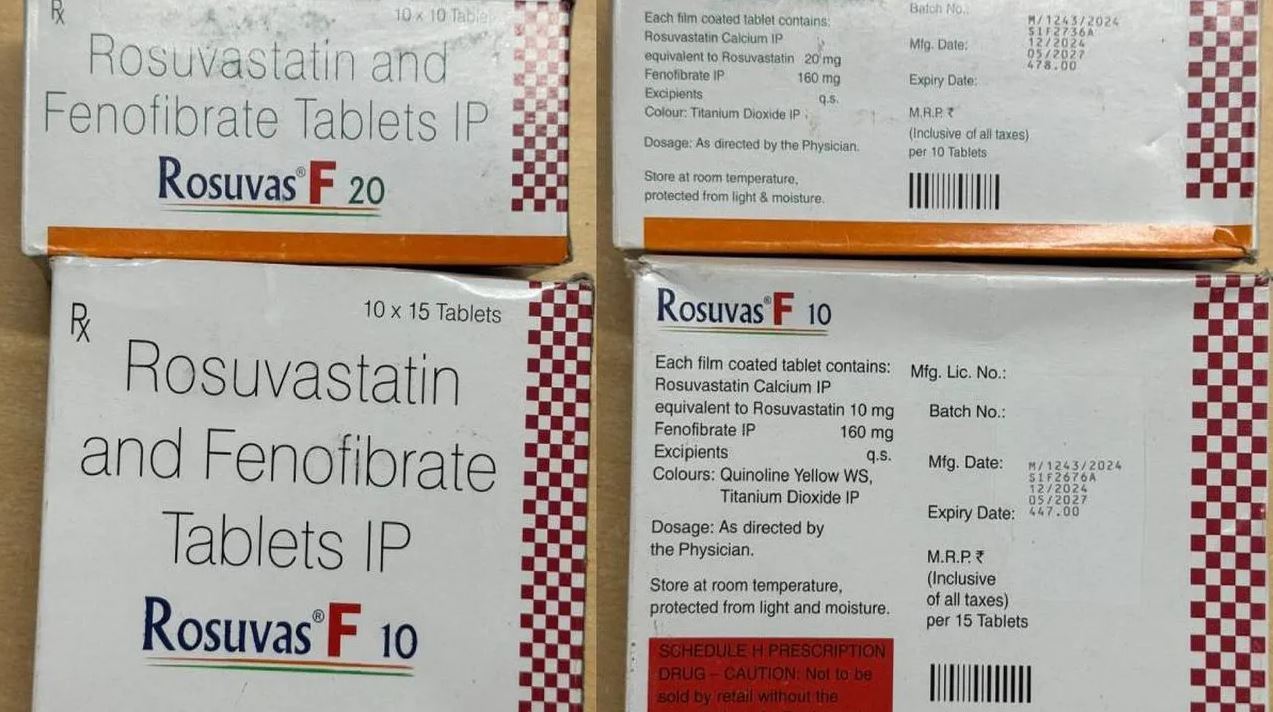 Rx
10 x 10 Tablets
Rosuvastatin and
Fenofibrate Tablets IP
Rosuvas® F 20
Rx
10 x 15 Tablets
Rosuvastatin
and Fenofibrate
Tablets IP
Rosuvas® F 10
Each film coated tablet contains:
Rosuvastatin Calcium IP
equivalent to Rosuvastatin 20 mg
Fenofibrate IP 160 mg
Excipients q.s.
Colour: Titanium Dioxide IP
Dosage: As directed by the Physician.
Store at room temperature,
protected from light & moisture.
Batch No.:
Mfg. Date:
Expiry Date:
M.R.P. ₹
(Inclusive of all taxes)
per 10 Tablets
M/1243/2024
SIF2736A
12/2024
05/2027
478.00
Rosuvas® F 10
Each film coated tablet contains:
Rosuvastatin Calcium IP
equivalent to Rosuvastatin 10 mg
Fenofibrate IP 160 mg
Excipients q.s.
Colours: Quinoline Yellow WS,
Titanium Dioxide IP
Dosage: As directed by
the Physician.
Store at room temperature,
protected from light and moisture.
SCHEDULE H PRESCRIPTION
DRUG – CAUTION: Not to be
sold by retail without the
Mfg. Lic. No.:
Batch No.:
Mfg. Date:
Expiry Date:
M.R.P. ₹
(Inclusive
of all taxes)
per 15 Tablets
M/1243/2024
SIF2676A
12/2024
05/2027
447.00